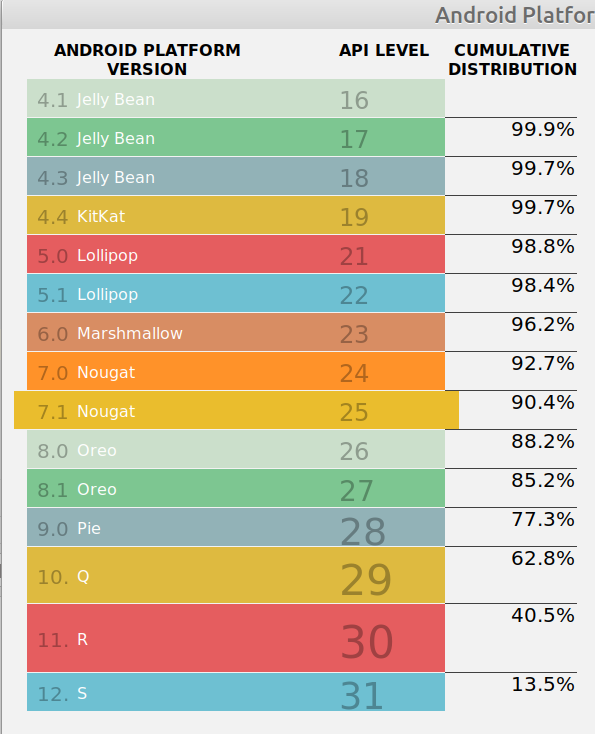 Android Platfor
ANDROID PLATFORM VERSION API LEVEL CUMULATIVE DISTRIBUTION
4.1 Jelly Bean 16
99.9%
4.2 Jelly Bean 17
99.7%
4.3 Jelly Bean 18
99.7%
4.4 KitKat 19
98.8%
5.0 Lollipop 21
98.4%
5.1 Lollipop 22
96.2%
6.0 Marshmallow 23
92.7%
7.0 Nougat 24
90.4%
7.1 Nougat 25
88.2%
8.0 Oreo 26
85.2%
8.1 Oreo 27
77.3%
9.0 Pie 28
62.8%
10. Q 29
40.5%
11. R 30
13.5%
12. S 31